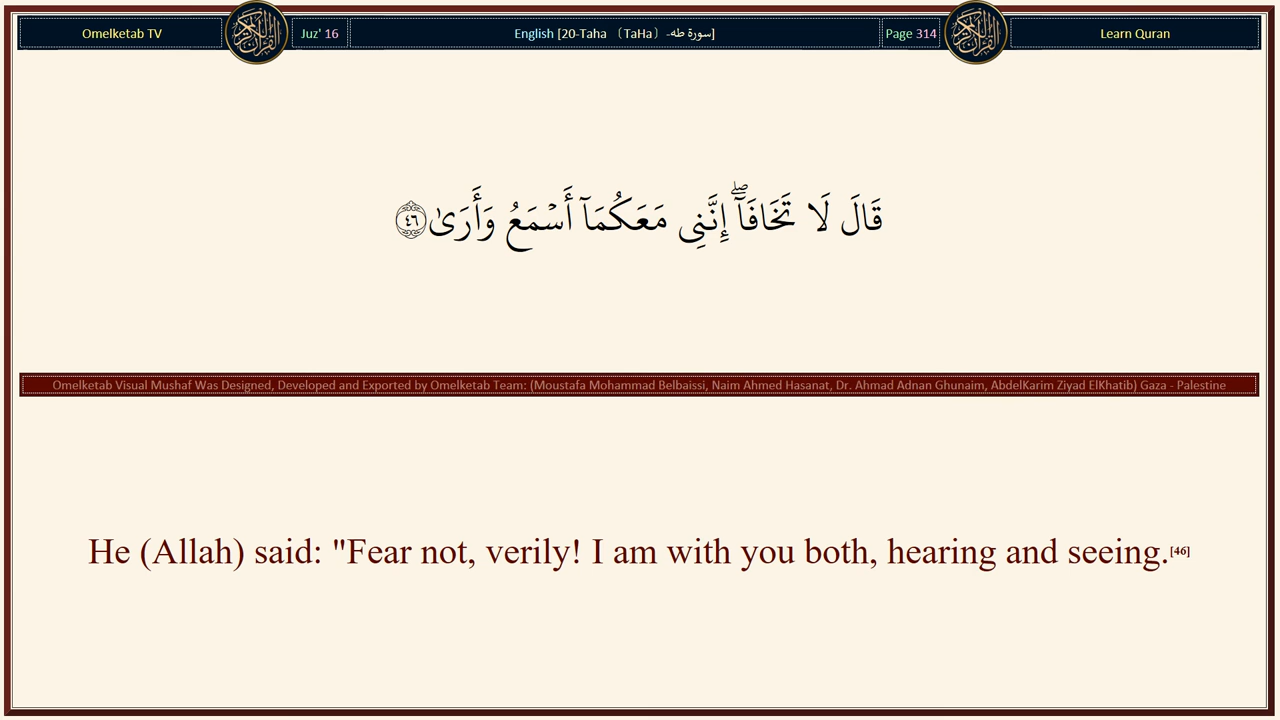 Omelketab TV
Juz' 16
English [20-Taha (TaHa) -سورة طه]
Page 314
Learn Quran
قَالَ لَا تَخَافَآۖ إِنَّنِى مَعَكُمَآ أَسۡمَعُ وَأَرَىٰ ٤٦
Omelketab Visual Mushaf Was Designed, Developed and Exported by Omelketab Team: (Moustafa Mohammad Belbaissi, Naim Ahmed Hasanat, Dr. Ahmad Adnan Ghunaim, AbdelKarim Ziyad ElKhatib) Gaza - Palestine
He (Allah) said: "Fear not, verily! I am with you both, hearing and seeing.[46]